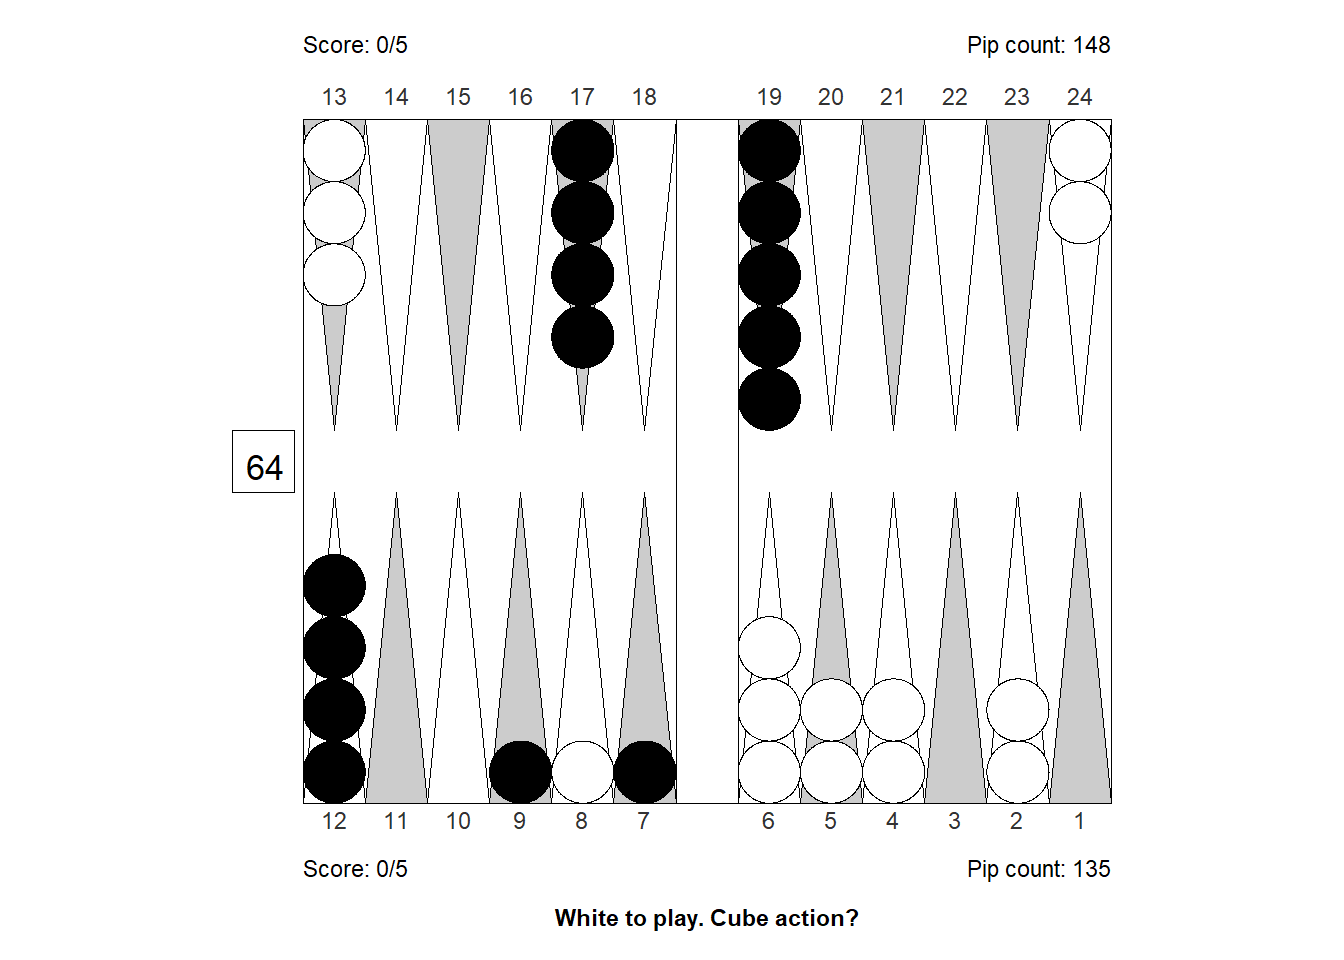 Score: 0/5 Pip count: 148
13 14 15 16 17 18 19 20 21 22 23 24
64
12 11 10 9 8 7 6 5 4 3 2 1
Score: 0/5 Pip count: 135
White to play. Cube action?